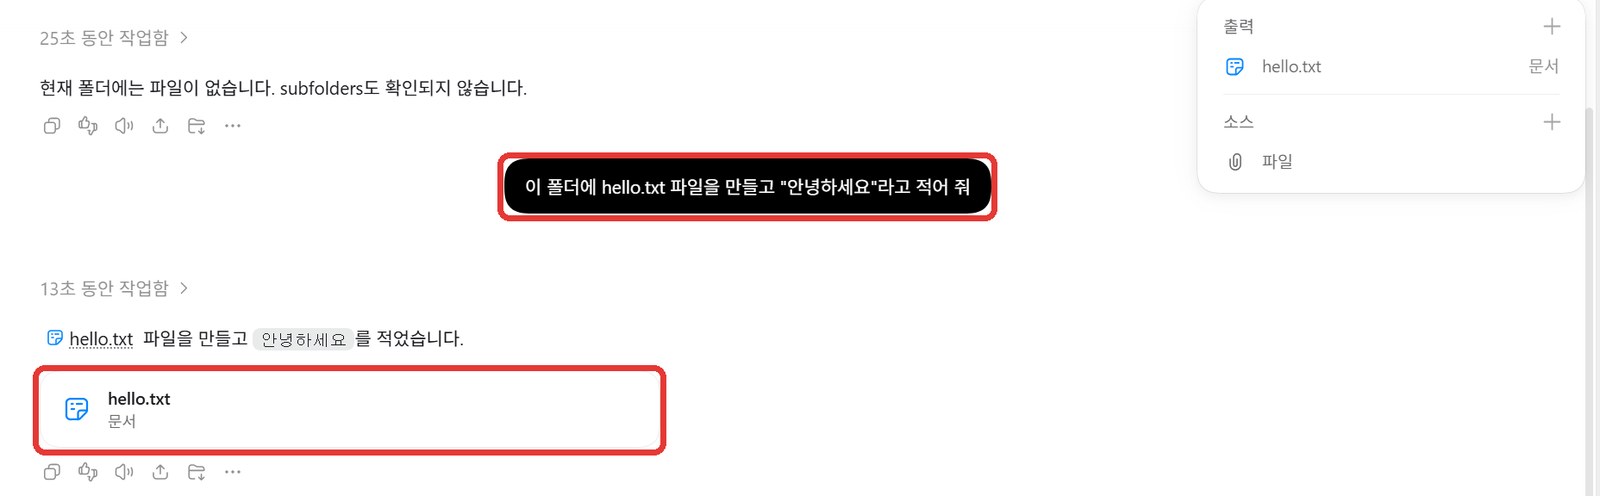 25초 동안 작업함
현재 폴더에는 파일이 없습니다. subfolders도 확인되지 않습니다.
이 폴더에 hello.txt 파일을 만들고 "안녕하세요"라고 적어 줘
13초 동안 작업함
hello.txt 파일을 만들고 안녕하세요를 적었습니다.
hello.txt
문서
출력
hello.txt 문서
소스
파일